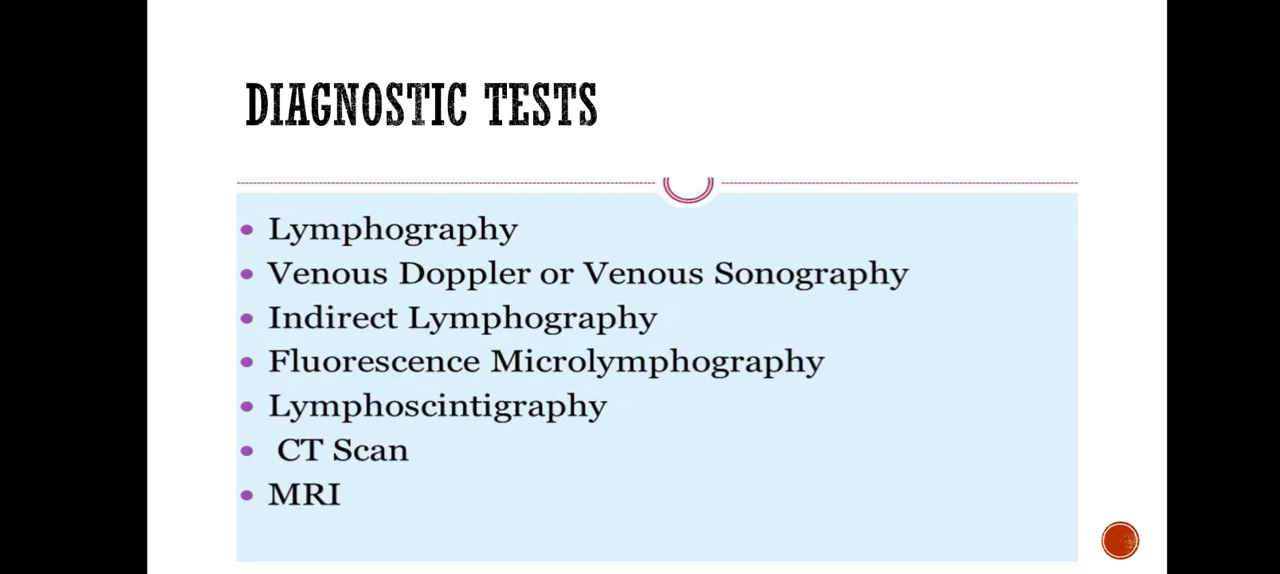 DIAGNOSTIC TESTS
• Lymphography
• Venous Doppler or Venous Sonography
• Indirect Lymphography
• Fluorescence Microlymphography
• Lymphoscintigraphy
• CT Scan
• MRI